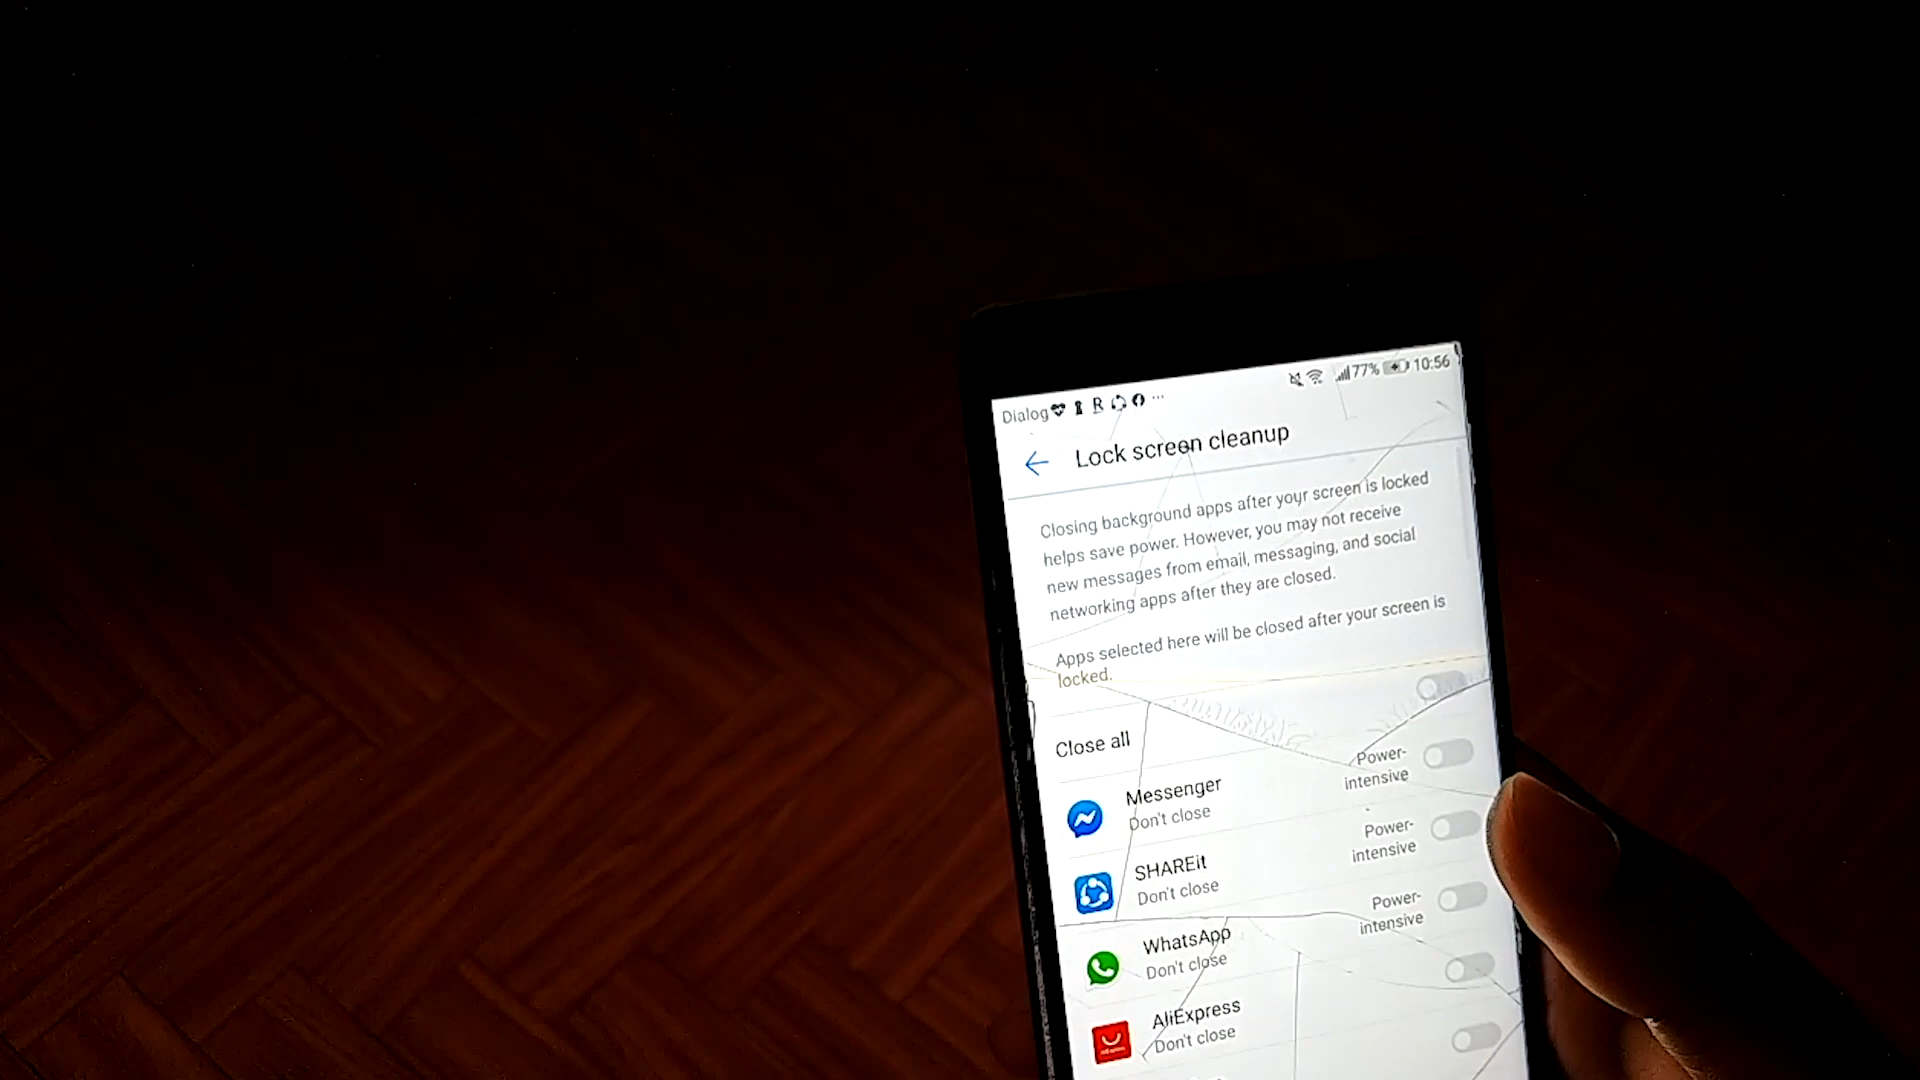 Dialog R ... 77% 10:56
Lock screen cleanup
Closing background apps after your screen is locked
helps save power. However, you may not receive
new messages from email, messaging, and social
networking apps after they are closed.
Apps selected here will be closed after your screen is
locked.
Close all
Messenger
Don't close
Power-
intensive
SHAREit
Don't close
Power-
intensive
WhatsApp
Don't close
Power-
intensive
AliExpress
Don't close